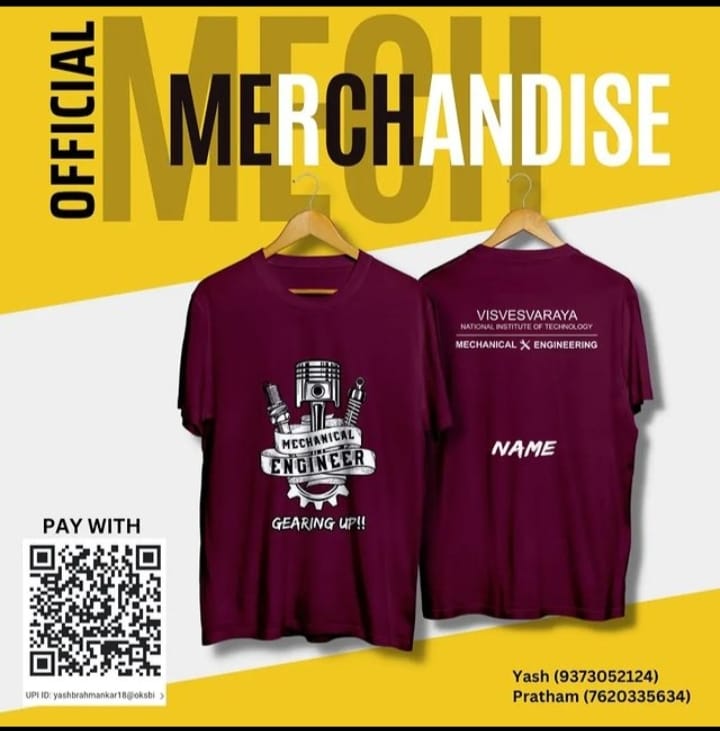 OFFICIAL
MECH
MERCHANDISE
VISVESVARAYA
NATIONAL INSTITUTE OF TECHNOLOGY
MECHANICAL ENGINEERING
MECHANICAL
ENGINEER
GEARING UP!!
NAME
PAY WITH
UPI ID: yashbrahmankar18@oksbi >
Yash (9373052124)
Pratham (7620335634)